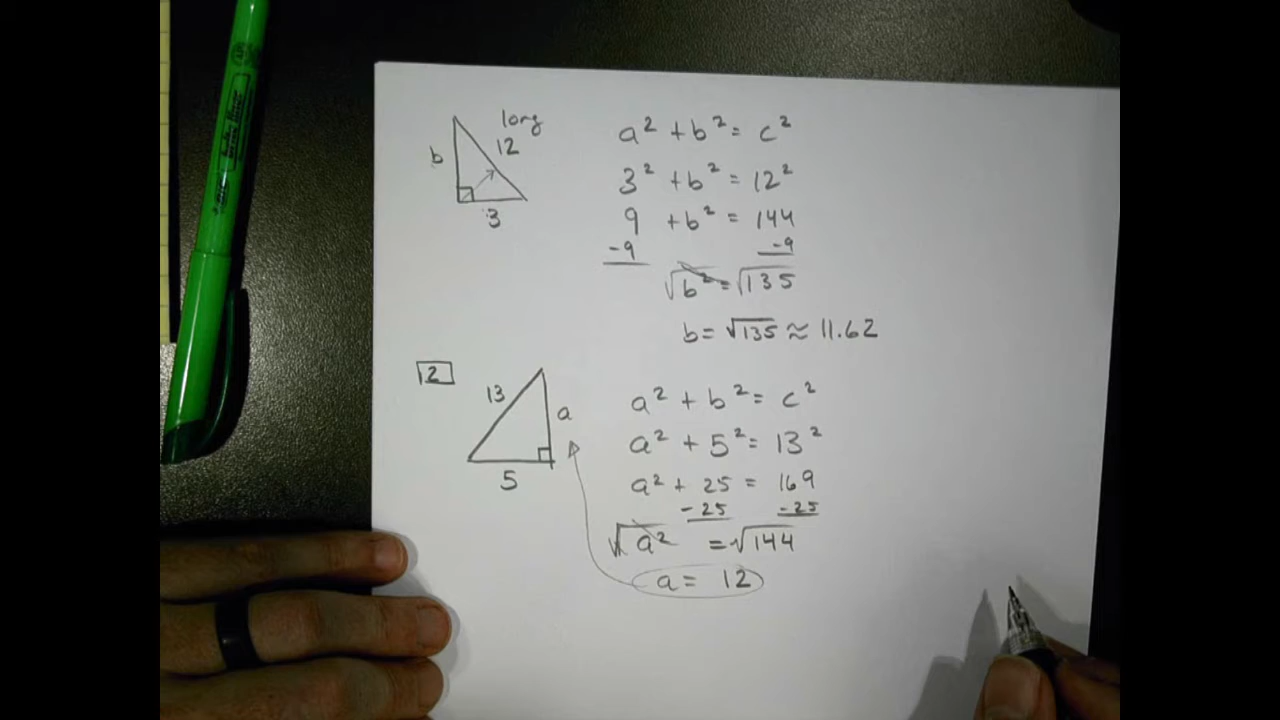 long
12
b
3
a² + b² = c²
3² + b² = 12²
9 + b² = 144
-9 -9
√b² = √135
b = √135 ≈ 11.62
2
13
a
5
a² + b² = c²
a² + 5² = 13²
a² + 25 = 169
-25 -25
√a² = √144
a = 12